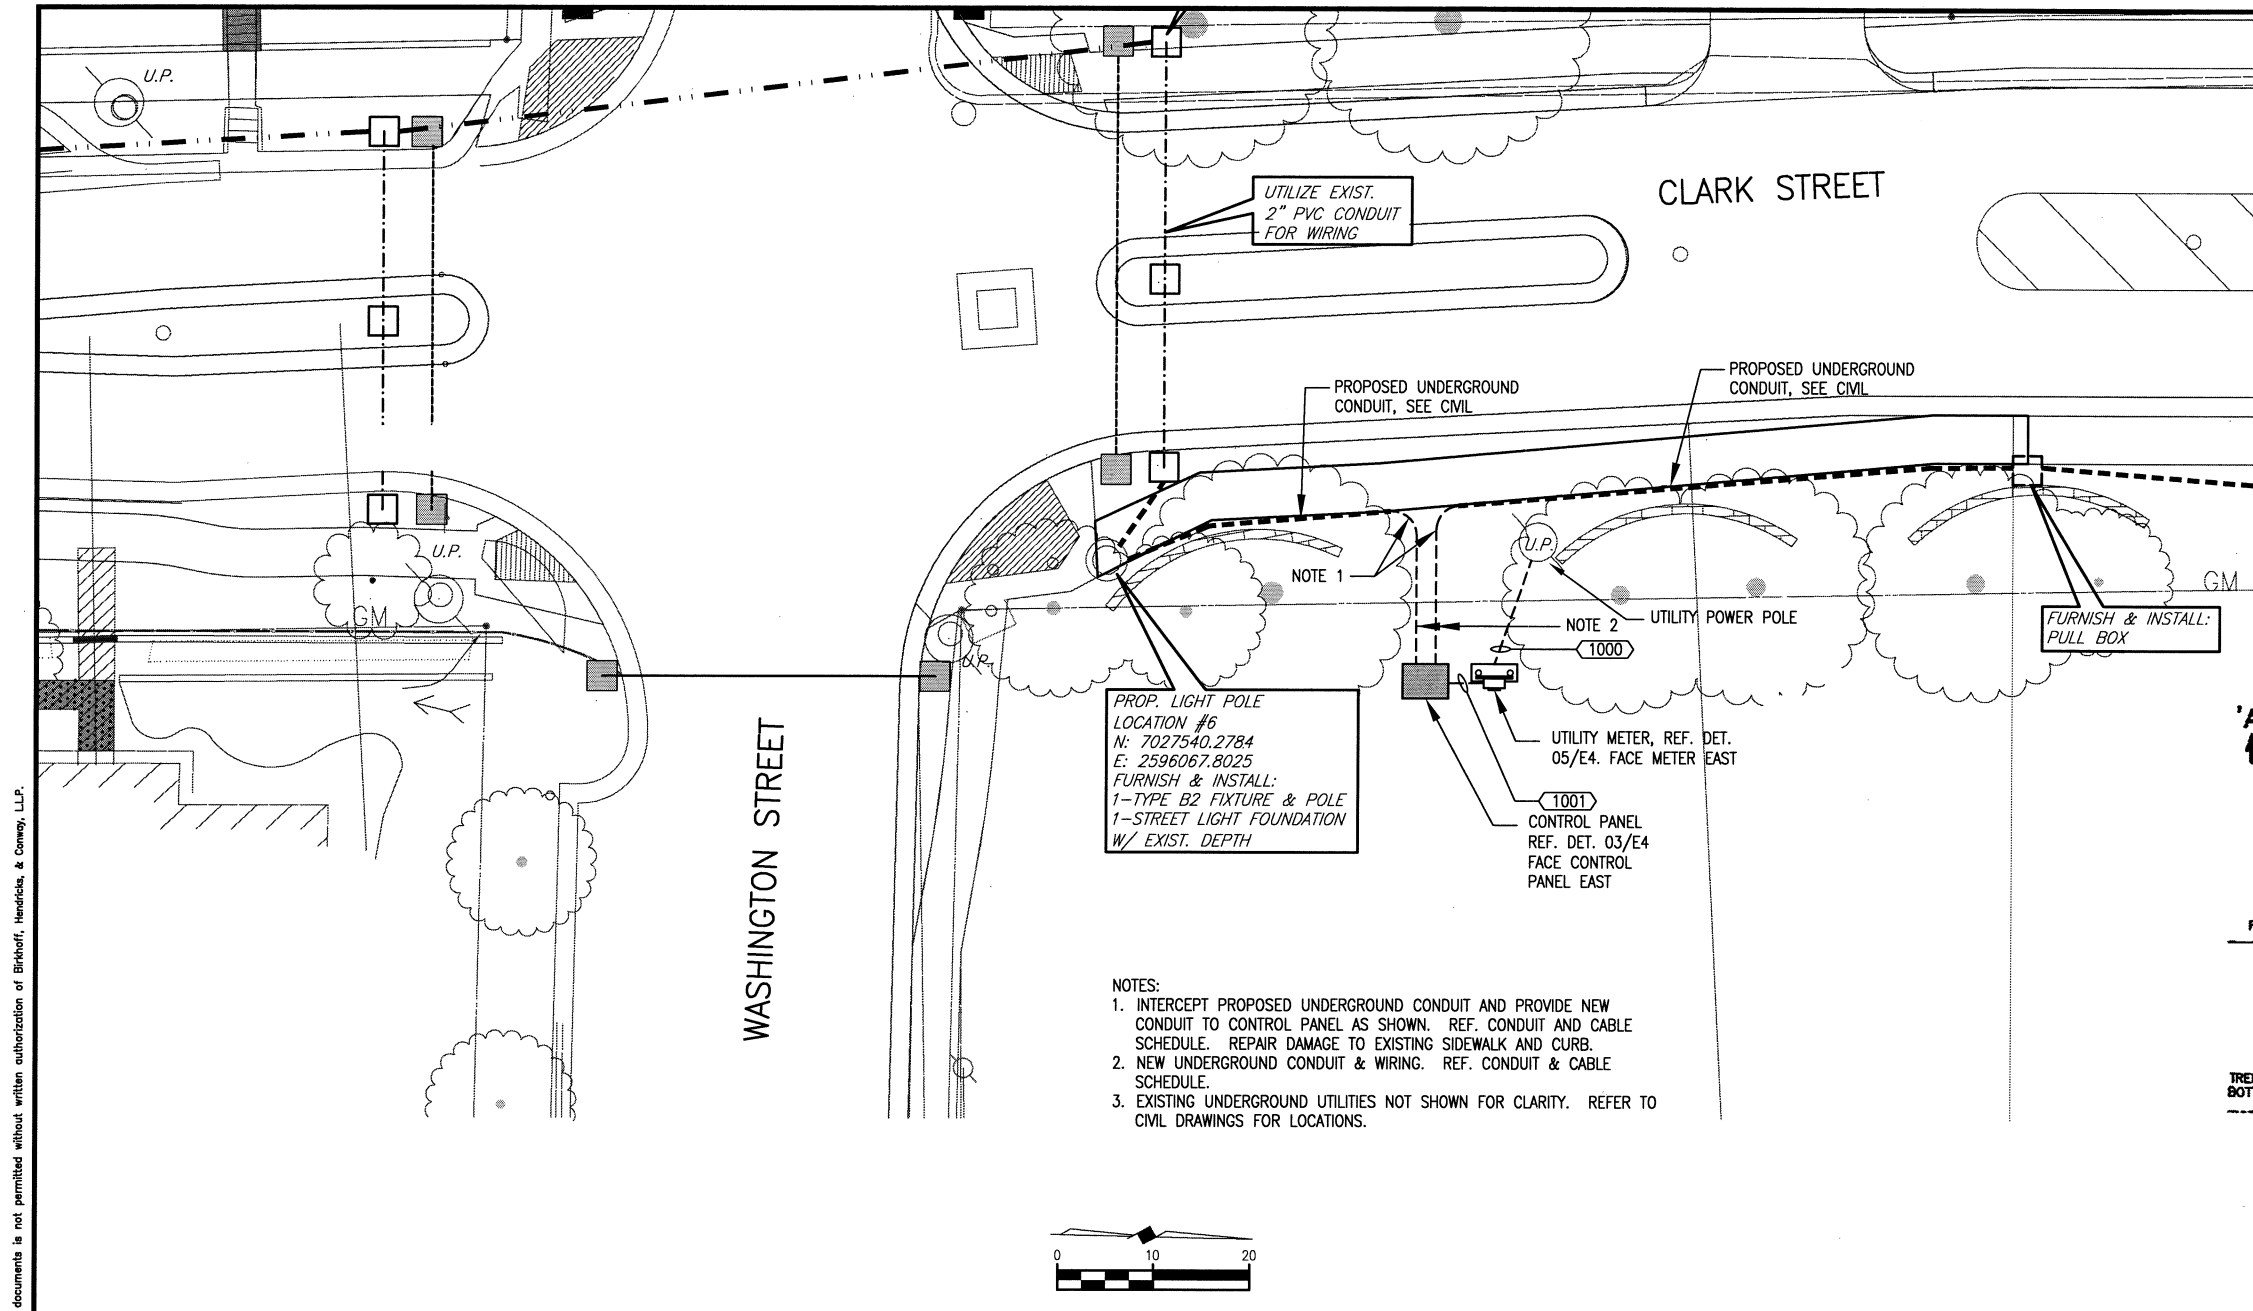 U.P.
CLARK STREET
UTILIZE EXIST.
2" PVC CONDUIT
FOR WIRING
PROPOSED UNDERGROUND
CONDUIT, SEE CIVIL
PROPOSED UNDERGROUND
CONDUIT, SEE CIVIL
U.P.
GM
U.P.
U.P.
NOTE 1
NOTE 2
UTILITY POWER POLE
1000
GM
FURNISH & INSTALL:
PULL BOX
PROP. LIGHT POLE
LOCATION #6
N: 7027540.2784
E: 2596067.8025
FURNISH & INSTALL:
1-TYPE B2 FIXTURE & POLE
1-STREET LIGHT FOUNDATION
W/ EXIST. DEPTH
UTILITY METER, REF. DET.
05/E4. FACE METER EAST
1001
CONTROL PANEL
REF. DET. 03/E4
FACE CONTROL
PANEL EAST
WASHINGTON STREET
NOTES:
1. INTERCEPT PROPOSED UNDERGROUND CONDUIT AND PROVIDE NEW
CONDUIT TO CONTROL PANEL AS SHOWN. REF. CONDUIT AND CABLE
SCHEDULE. REPAIR DAMAGE TO EXISTING SIDEWALK AND CURB.
2. NEW UNDERGROUND CONDUIT & WIRING. REF. CONDUIT & CABLE
SCHEDULE.
3. EXISTING UNDERGROUND UTILITIES NOT SHOWN FOR CLARITY. REFER TO
CIVIL DRAWINGS FOR LOCATIONS.
0 10 20
documents is not permitted without written authorization of Birkhoff, Hendricks, & Conway, L.L.P.